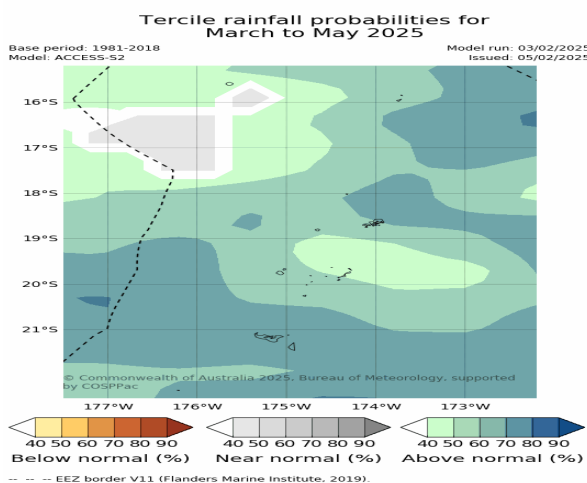 Tercile rainfall probabilities for
March to May 2025
Base period: 1981-2018
Model run: 03/02/2025
Model: ACCESS-S2
Issued: 05/02/2025
16°S
17°S
18°S
19°S
20°S
21°S
© Commonwealth of Australia 2025, Bureau of Meteorology, supported
by COSPPac
177°W 176°W 175°W 174°W 173°W
40 50 60 70 80 90 40 50 60 70 80 90 40 50 60 70 80 90
Below normal (%) Near normal (%) Above normal (%)
-- -- -- EEZ border V11 (Flanders Marine Institute, 2019).